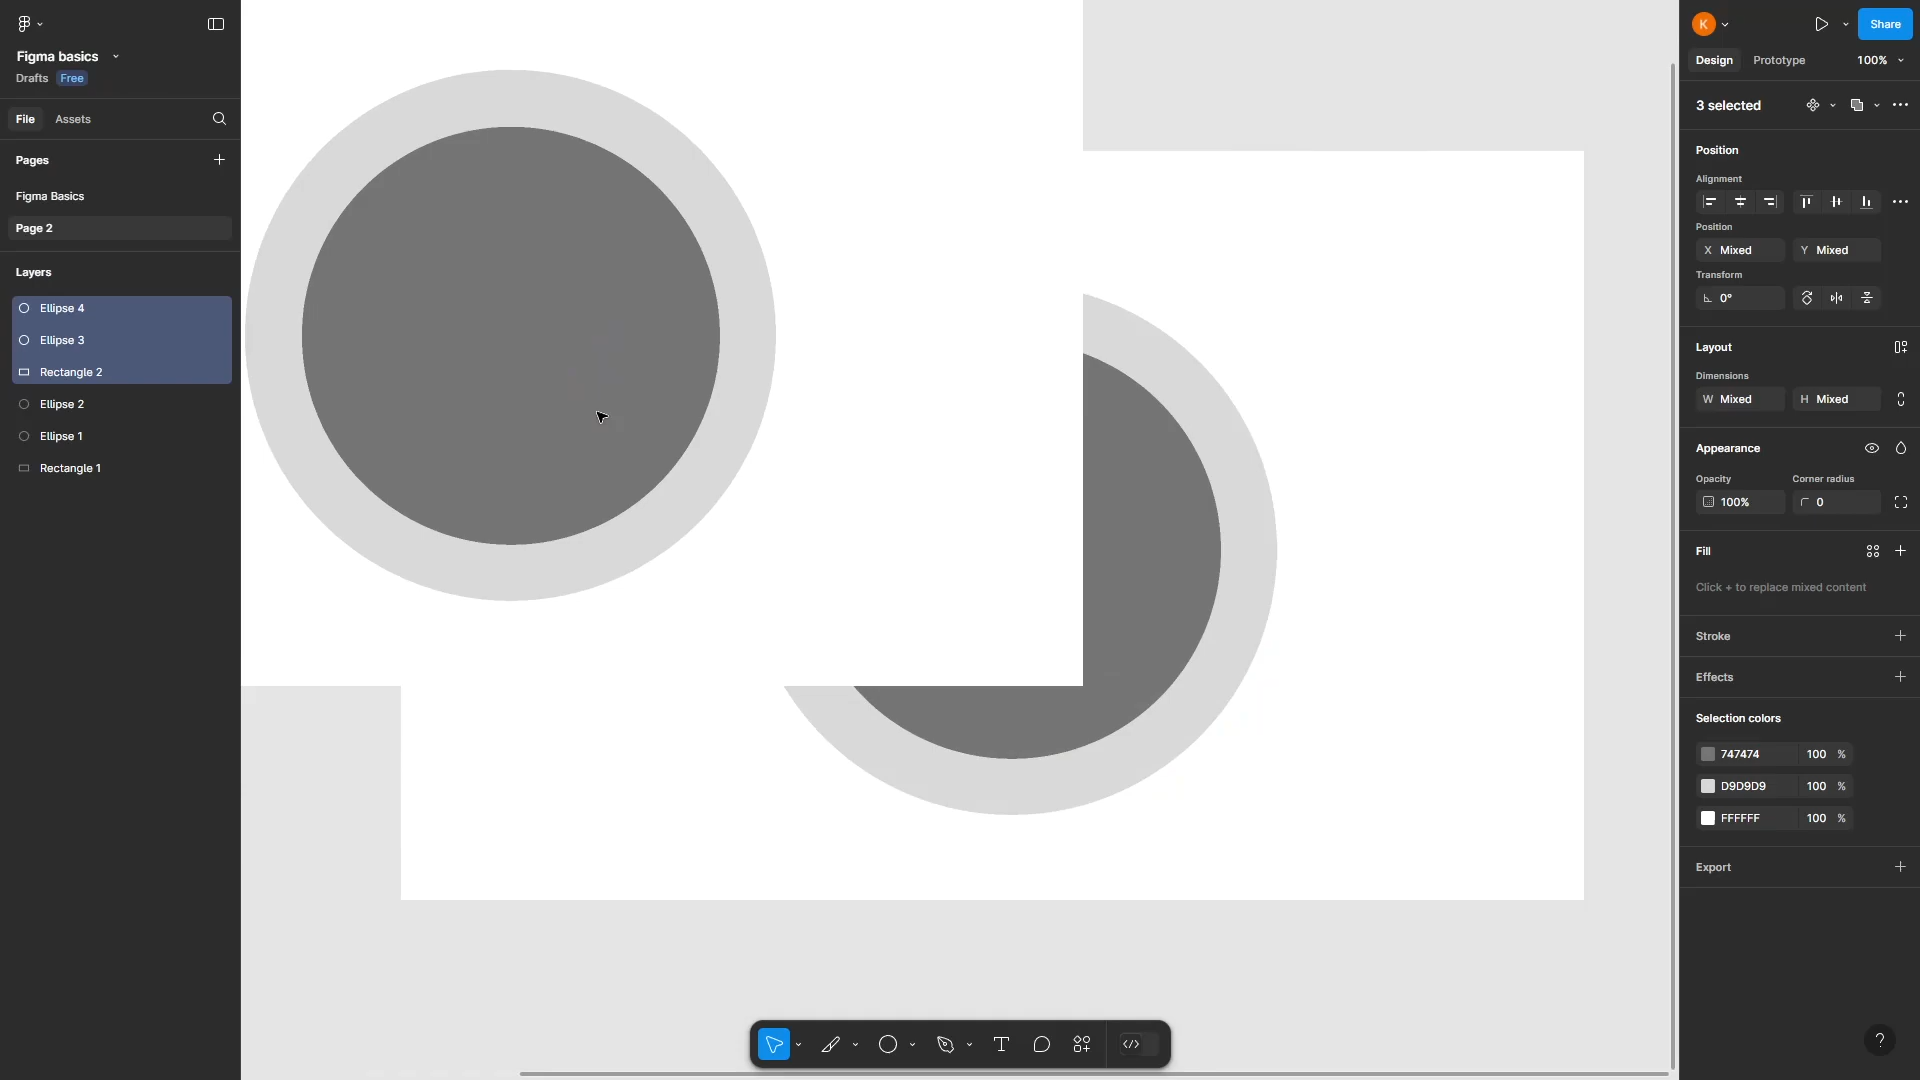 Figma basics
Drafts Free
File Assets
Pages
Figma Basics
Page 2
Layers
Ellipse 4
Ellipse 3
Rectangle 2
Ellipse 2
Ellipse 1
Rectangle 1
K
Share
Design Prototype 100%
3 selected
Position
Alignment
Position
X Mixed Y Mixed
Transform
0°
Layout
Dimensions
W Mixed H Mixed
Appearance
Opacity Corner radius
100% 0
Fill
Click + to replace mixed content
Stroke
Effects
Selection colors
747474 100 %
D9D9D9 100 %
FFFFFF 100 %
Export
?